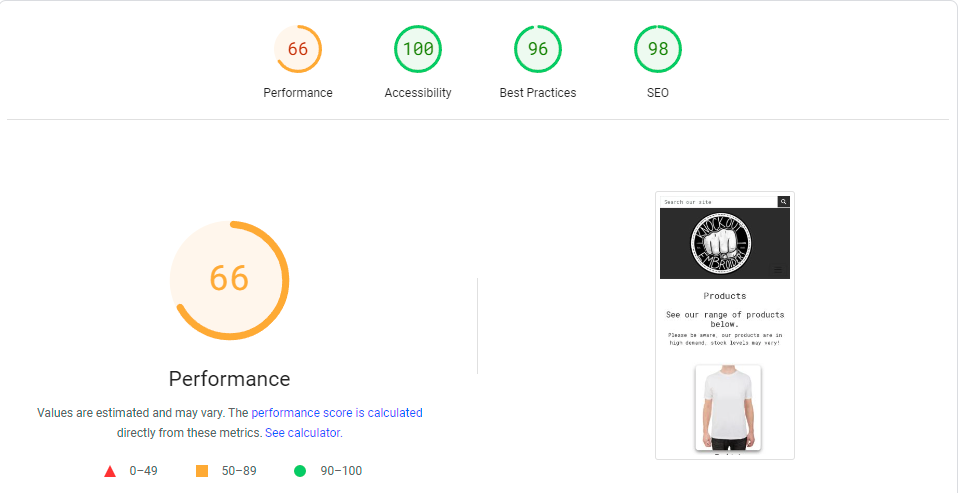 66
100
96
98
Performance
Accessibility
Best Practices
SEO
66
Performance
Values are estimated and may vary. The performance score is calculated
directly from these metrics. See calculator.
0–49
50–89
90–100
Search our site
KNOCKOUT
EMBROIDERY
Products
See our range of products
below.
Please be aware, our products are in
high demand, stock levels may very!